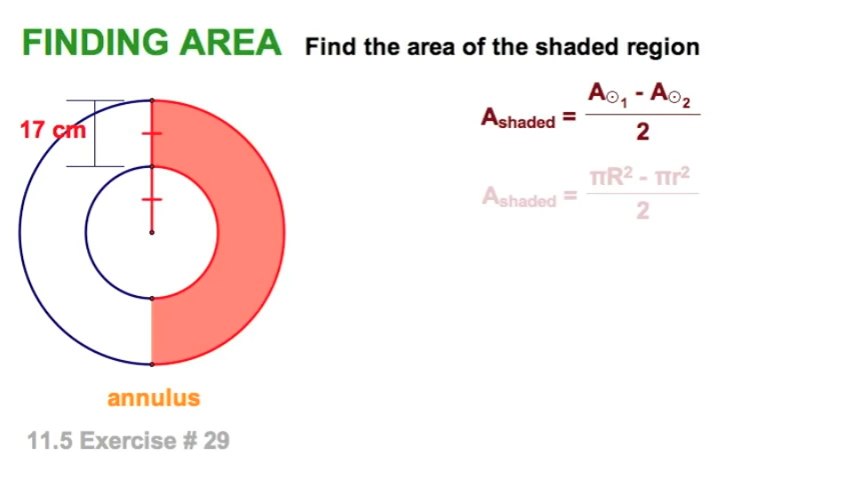 FINDING AREA Find the area of the shaded region
17 cm
A⊙1 - A⊙2
Ashaded =
2
πR² - πr²
Ashaded =
2
annulus
11.5 Exercise # 29